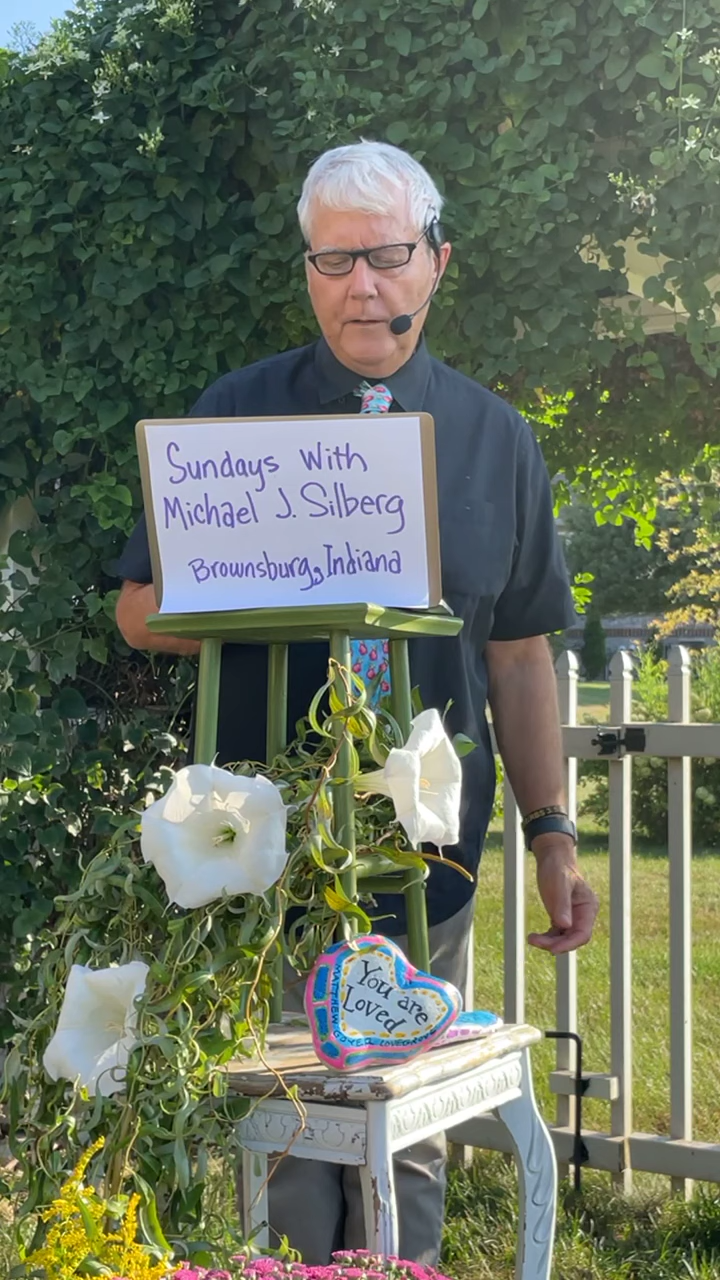 Sundays With
Michael J. Silberg
Brownsburg, Indiana
You are
Loved